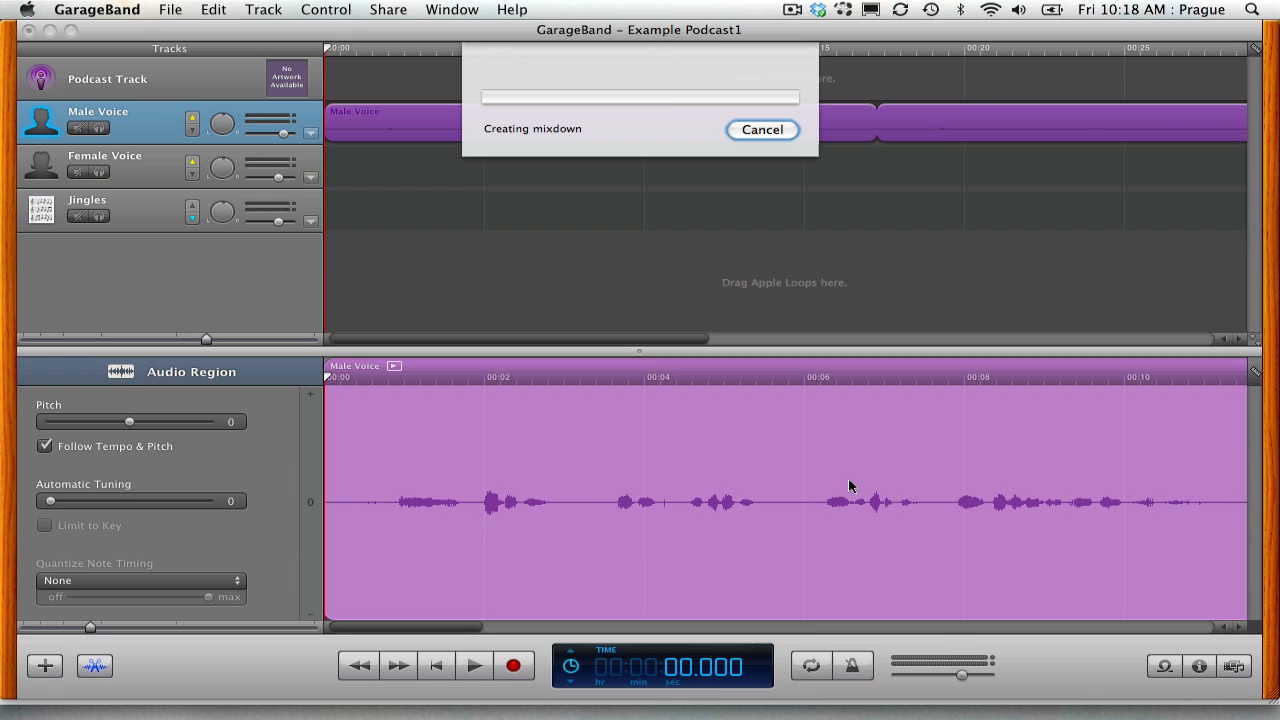 GarageBand File Edit Track Control Share Window Help Fri 10:18 AM : Prague
GarageBand – Example Podcast1
Tracks
0:00 15 00:20 00:25
Podcast Track
No
Artwork
Available
ere.
Male Voice
Male Voice
Creating mixdown
Cancel
Female Voice
L R
Jingles
L R
Drag Apple Loops here.
Audio Region
Male Voice
0:00 00:02 00:04 00:06 00:08 00:10
Pitch
0
Follow Tempo & Pitch
Automatic Tuning
0
0
Limit to Key
Quantize Note Timing
None
off max
TIME
00:00:00.000
hr min sec